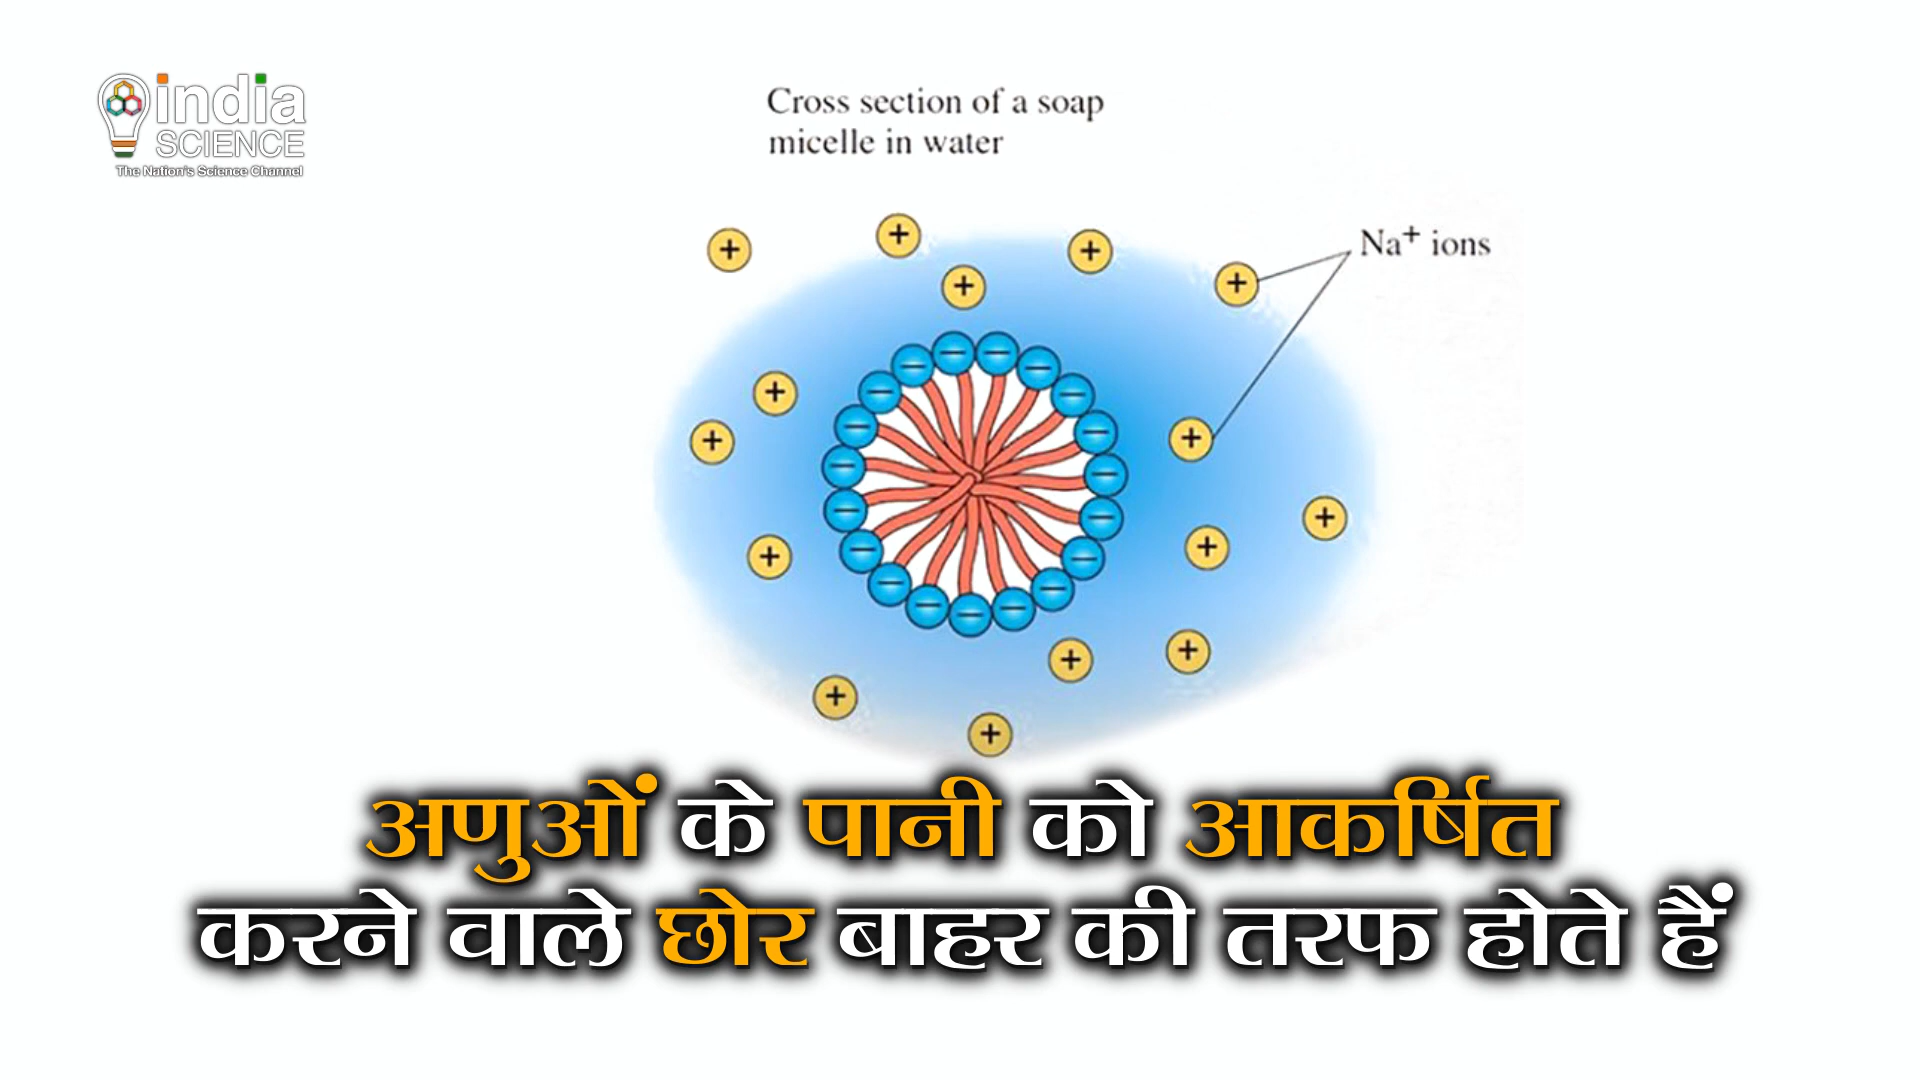 india
SCIENCE
The Nation's Science Channel
Cross section of a soap
micelle in water
Na⁺ ions
अणुओं के पानी को आकर्षित
करने वाले छोर बाहर की तरफ होते हैं